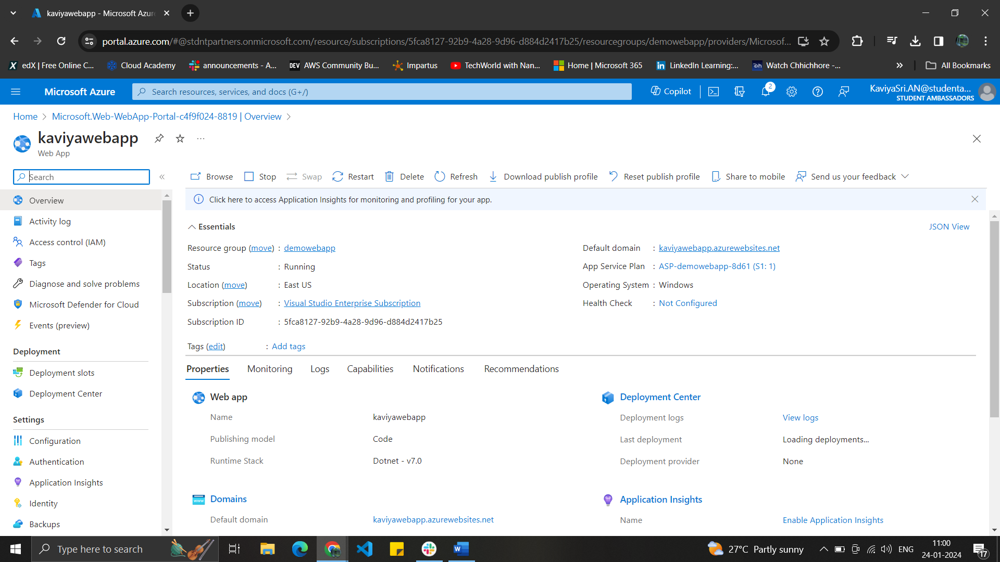 kaviyawebapp - Microsoft Azur
portal.azure.com/#@stdntpartners.onmicrosoft.com/resource/subscriptions/5fca8127-92b9-4a28-9d96-d884d2417b25/resourcegroups/demowebapp/providers/Microsof...
edX | Free Online C... Cloud Academy announcements - A... DEV AWS Community Bu... Impartus TechWorld with Nan... Home | Microsoft 365 LinkedIn Learning:... Watch Chhichhore -... All Bookmarks
Microsoft Azure Search resources, services, and docs (G+/) Copilot 2 KaviyaSri.AN@studenta...
STUDENT AMBASSADORS
Home > Microsoft.Web-WebApp-Portal-c4f9f024-8819 | Overview >
kaviyawebapp ...
Web App
Search « Browse Stop Swap Restart Delete Refresh Download publish profile Reset publish profile Share to mobile Send us your feedback
Click here to access Application Insights for monitoring and profiling for your app.
Overview
Activity log
Access control (IAM)
Tags
Diagnose and solve problems
Microsoft Defender for Cloud
Events (preview)
Deployment
Deployment slots
Deployment Center
Settings
Configuration
Authentication
Application Insights
Identity
Backups
Essentials JSON View
Resource group (move) : demowebapp
Status : Running
Location (move) : East US
Subscription (move) : Visual Studio Enterprise Subscription
Subscription ID : 5fca8127-92b9-4a28-9d96-d884d2417b25
Default domain : kaviyawebapp.azurewebsites.net
App Service Plan : ASP-demowebapp-8d61 (S1: 1)
Operating System : Windows
Health Check : Not Configured
Tags (edit) : Add tags
Properties Monitoring Logs Capabilities Notifications Recommendations
Web app
Name kaviyawebapp
Publishing model Code
Runtime Stack Dotnet - v7.0
Deployment Center
Deployment logs View logs
Last deployment Loading deployments...
Deployment provider None
Domains
Default domain kaviyawebapp.azurewebsites.net
Application Insights
Name Enable Application Insights
Type here to search 27°C Partly sunny ENG 11:00
24-01-2024 17